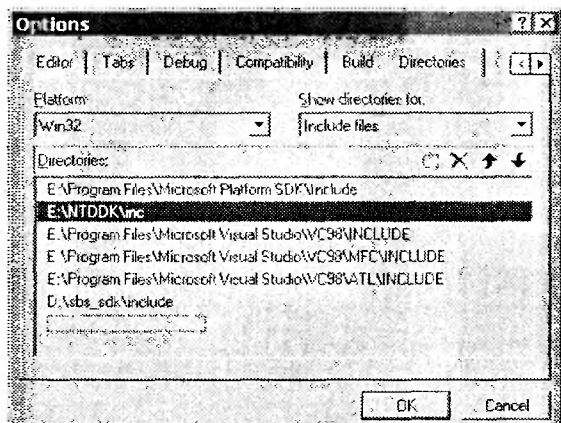 Options
Editor Tabs Debug Compatibility Build Directories
Platform: Show directories for:
Win32 Include files
Directories:
E:\Program Files\Microsoft Platform SDK\Include
E:\NTDDK\inc
E:\Program Files\Microsoft Visual Studio\VC98\INCLUDE
E:\Program Files\Microsoft Visual Studio\VC98\MFC\INCLUDE
E:\Program Files\Microsoft Visual Studio\VC98\ATL\INCLUDE
D:\sbs_sdk\include
OK Cancel